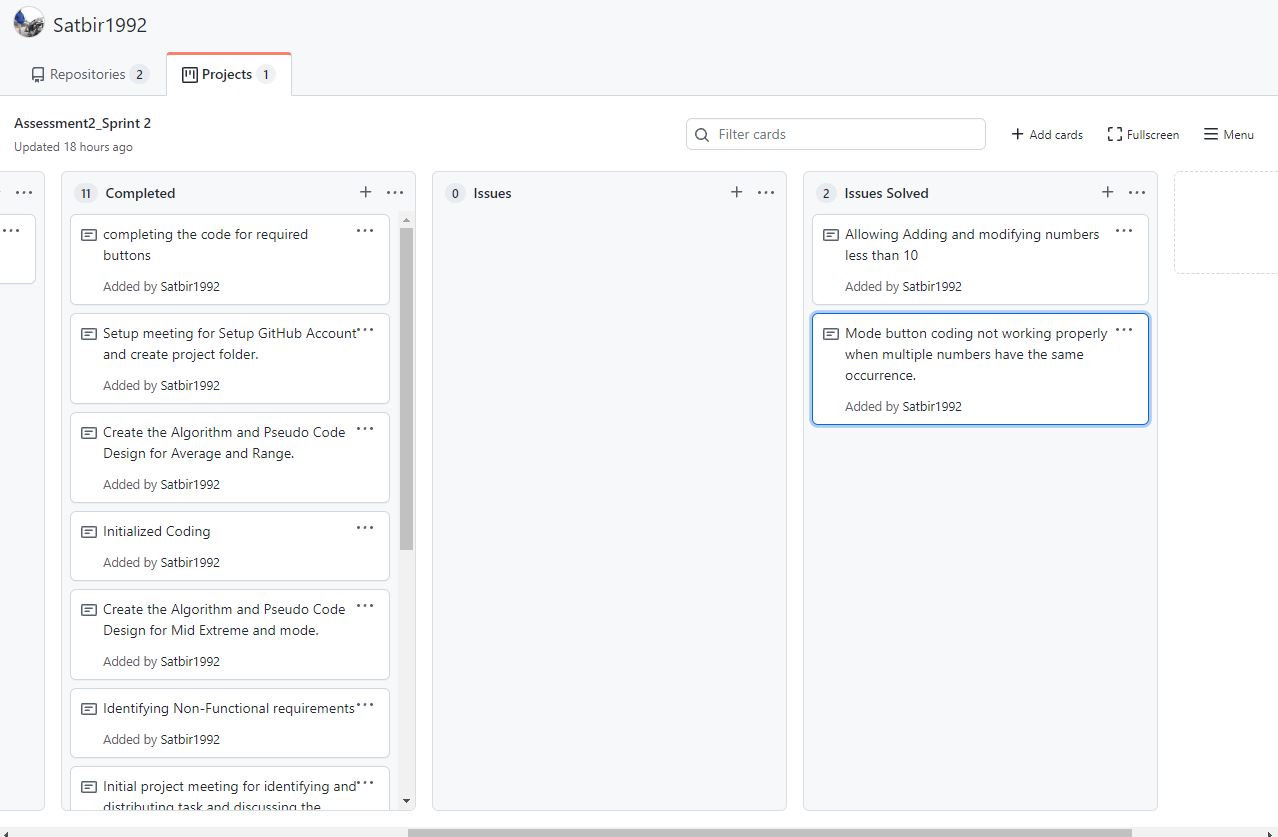 Satbir1992
Repositories 2
Projects 1
Assessment2_Sprint 2
Updated 18 hours ago
Filter cards
Add cards
Fullscreen
Menu
11 Completed
completing the code for required
buttons
Added by Satbir1992
Setup meeting for Setup GitHub Account
and create project folder.
Added by Satbir1992
Create the Algorithm and Pseudo Code
Design for Average and Range.
Added by Satbir1992
Initialized Coding
Added by Satbir1992
Create the Algorithm and Pseudo Code
Design for Mid Extreme and mode.
Added by Satbir1992
Identifying Non-Functional requirements
Added by Satbir1992
Initial project meeting for identifying and
distributing task and discussing the
0 Issues
2 Issues Solved
Allowing Adding and modifying numbers
less than 10
Added by Satbir1992
Mode button coding not working properly
when multiple numbers have the same
occurrence.
Added by Satbir1992